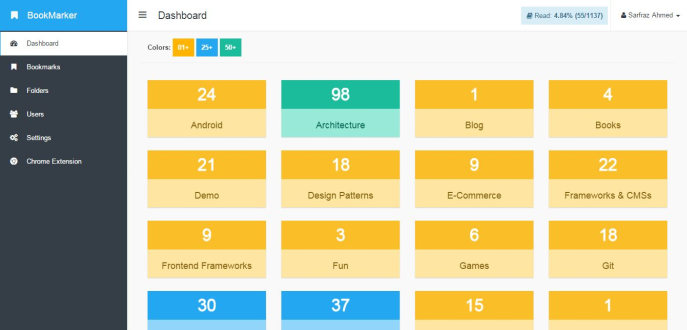 BookMarker
Dashboard
Read: 4.84% (55/1137)
Sarfraz Ahmed
Dashboard
Bookmarks
Folders
Users
Settings
Chrome Extension
Colors: 01+ 25+ 50+
24 98 1 4
Android Architecture Blog Books
21 18 9 22
Demo Design Patterns E-Commerce Frameworks & CMSs
9 3 6 18
Frontend Frameworks Fun Games Git
30 37 15 1